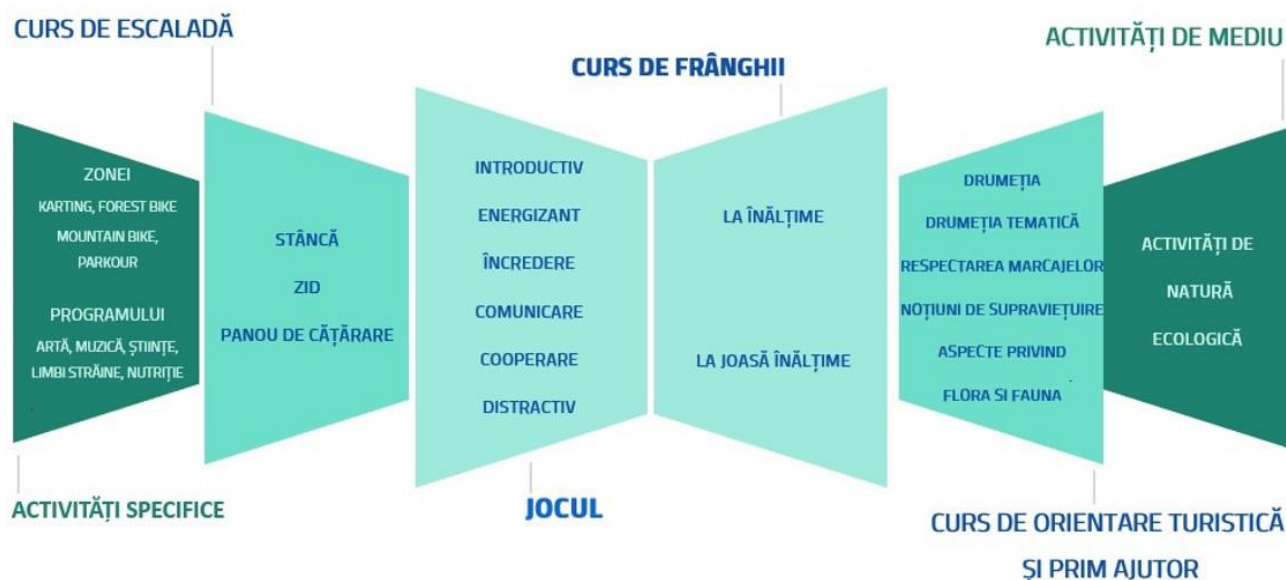 CURS DE ESCALADĂ
CURS DE FRÂNGHII
ACTIVITĂȚI DE MEDIU
ZONEI
KARTING, FOREST BIKE
MOUNTAIN BIKE,
PARKOUR
PROGRAMULUI
ARTĂ, MUZICĂ, ȘTIINȚE,
LIMBI STRĂINE, NUTRIȚIE
STÂNCĂ
ZID
PANOU DE CĂȚĂRARE
INTRODUCTIV
ENERGIZANT
ÎNCREDERE
COMUNICARE
COOPERARE
DISTRACTIV
LA ÎNĂLȚIME
LA JOASĂ ÎNĂLȚIME
DRUMEȚIA
DRUMEȚIA TEMATICĂ
RESPECTAREA MARCAJELOR
NOȚIUNI DE SUPRAVIEȚUIRE
ASPECTE PRIVIND
FLORA SI FAUNA
ACTIVITĂȚI DE
NATURĂ
ECOLOGICĂ
ACTIVITĂȚI SPECIFICE
JOCUL
CURS DE ORIENTARE TURISTICĂ
ȘI PRIM AJUTOR